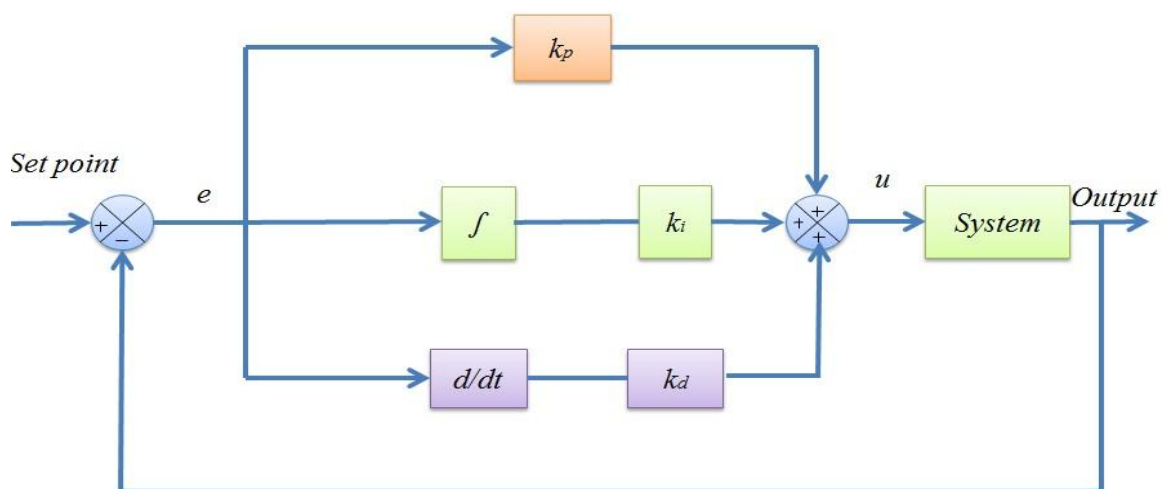 kp
Set point
e
+
−
∫
ki
+
+
+
u
System
Output
d/dt
kd